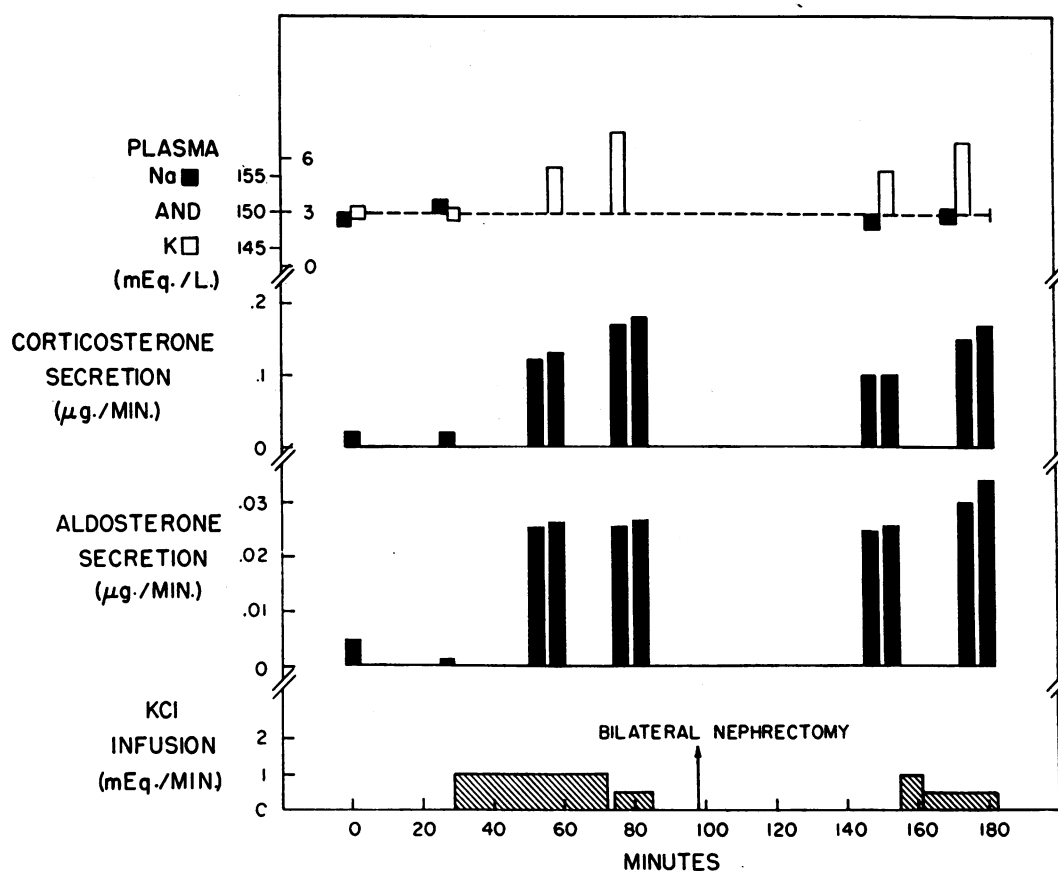 PLASMA
Na
AND
K
(mEq./L.)
155
150
145
6
3
0
CORTICOSTERONE
SECRETION
(μg./MIN.)
.2
.1
0
ALDOSTERONE
SECRETION
(μg./MIN.)
.03
.02
.01
0
KCl
INFUSION
(mEq/MIN.)
2
1
C
BILATERAL NEPHRECTOMY
0 20 40 60 80 100 120 140 160 180
MINUTES